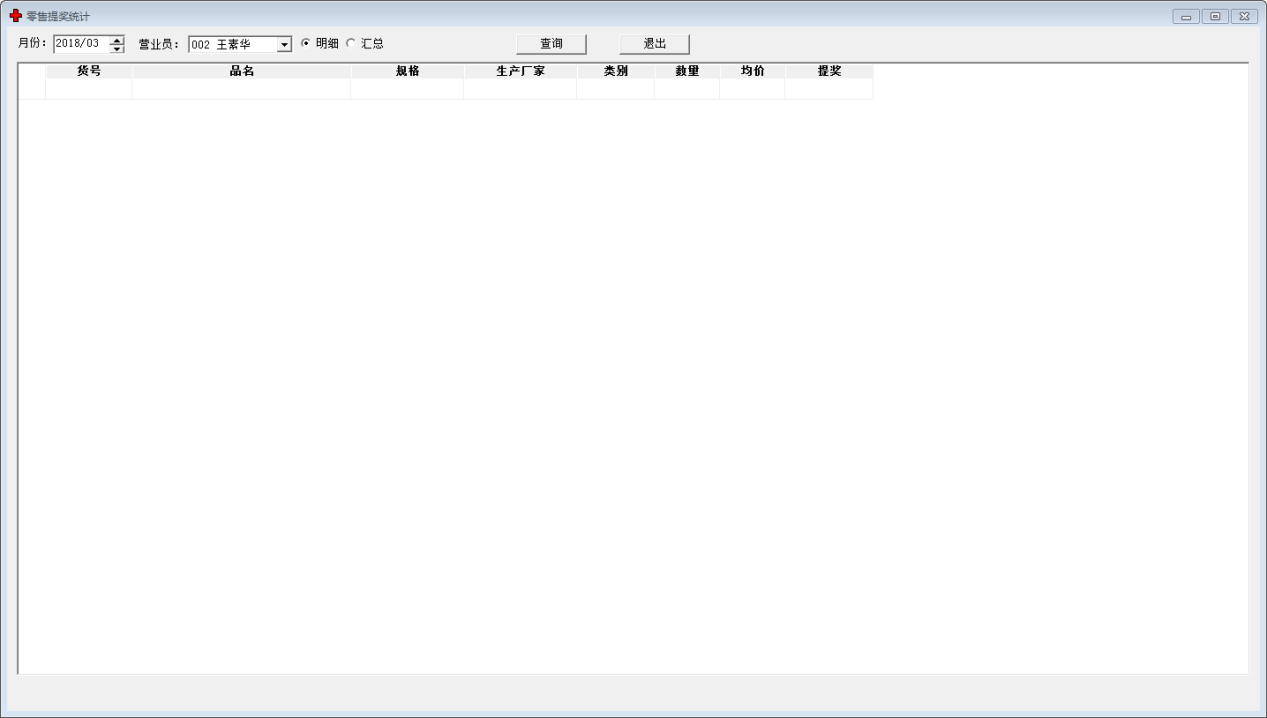 零售提奖统计
月份: 2018/03 营业员: 002 王素华 明细 汇总 查询 退出
货号 品名 规格 生产厂家 类别 数量 均价 提奖